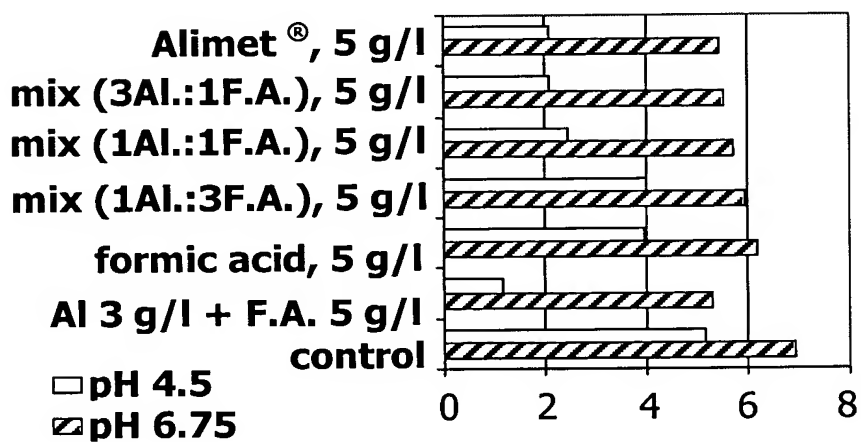 Alimet ®, 5 g/l
mix (3Al.:1F.A.), 5 g/l
mix (1Al.:1F.A.), 5 g/l
mix (1Al.:3F.A.), 5 g/l
formic acid, 5 g/l
Al 3 g/l + F.A. 5 g/l
control
pH 4.5
pH 6.75
0 2 4 6 8